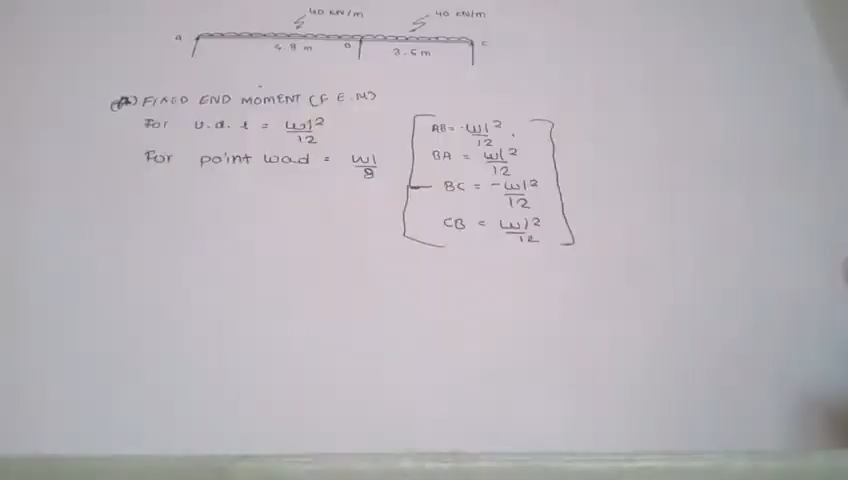 40 KN/m 40 KN/m
A B C
4.8 m 3.6 m
(A) FIXED END MOMENT (F.E.M)
For u.d.l = wl²/12
For point load = wl/8
AB = -wl²/12
BA = wl²/12
BC = -wl²/12
CB = wl²/12